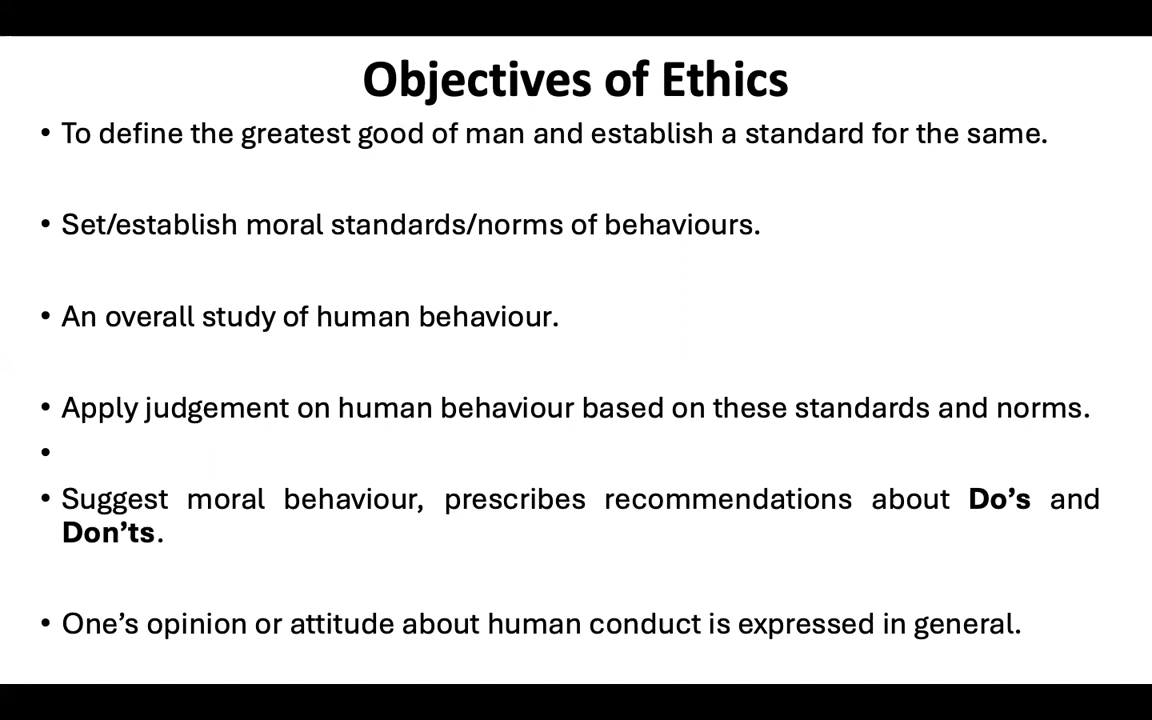 Objectives of Ethics
• To define the greatest good of man and establish a standard for the same.
• Set/establish moral standards/norms of behaviours.
• An overall study of human behaviour.
• Apply judgement on human behaviour based on these standards and norms.
•
• Suggest moral behaviour, prescribes recommendations about Do’s and
Don’ts.
• One’s opinion or attitude about human conduct is expressed in general.